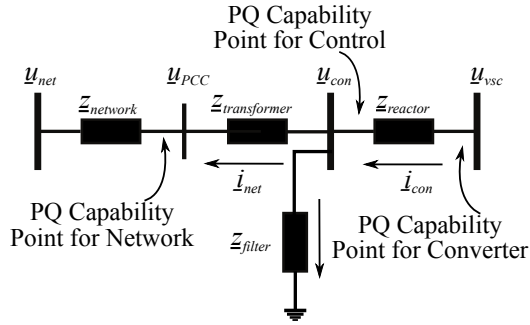 PQ Capability
Point for Control
u_net
u_PCC
u_con
u_vsc
z_network
z_transformer
z_reactor
i_net
i_con
PQ Capability
Point for Network
z_filter
PQ Capability
Point for Converter